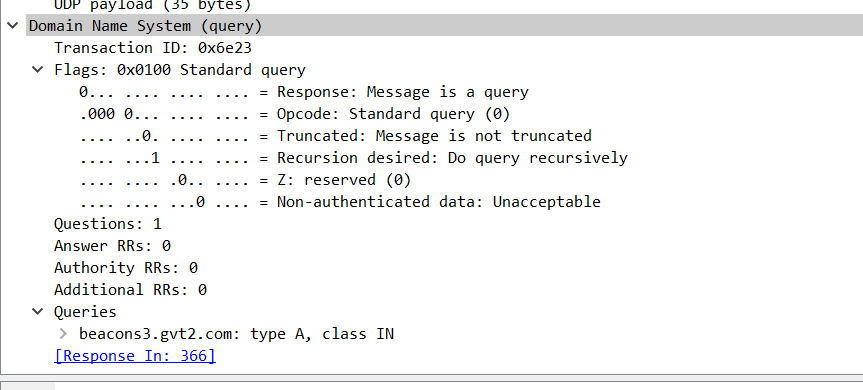 UDP payload (35 bytes)
Domain Name System (query)
Transaction ID: 0x6e23
Flags: 0x0100 Standard query
0... .... .... .... = Response: Message is a query
.000 0... .... .... = Opcode: Standard query (0)
.... ..0. .... .... = Truncated: Message is not truncated
.... ...1 .... .... = Recursion desired: Do query recursively
.... .... .0.. .... = Z: reserved (0)
.... .... ...0 .... = Non-authenticated data: Unacceptable
Questions: 1
Answer RRs: 0
Authority RRs: 0
Additional RRs: 0
Queries
beacons3.gvt2.com: type A, class IN
[Response In: 366]